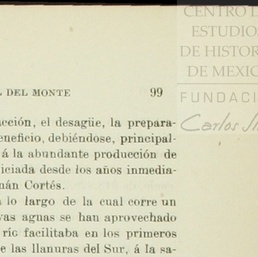 CENTRO D
ESTUDIO
DE HISTOR
DE MEXIC
FUNDACI
Carlos Sl
L DEL MONTE 99
acción, el desagüe, la prepara-
eneficio, debiéndose, principal-
á la abundante producción de
iciada desde los años inmedia-
nán Cortés.
lo largo de la cual corre un
vas aguas se han aprovechado
río facilitaba en los primeros
e las llanuras del Sur, á la sa-